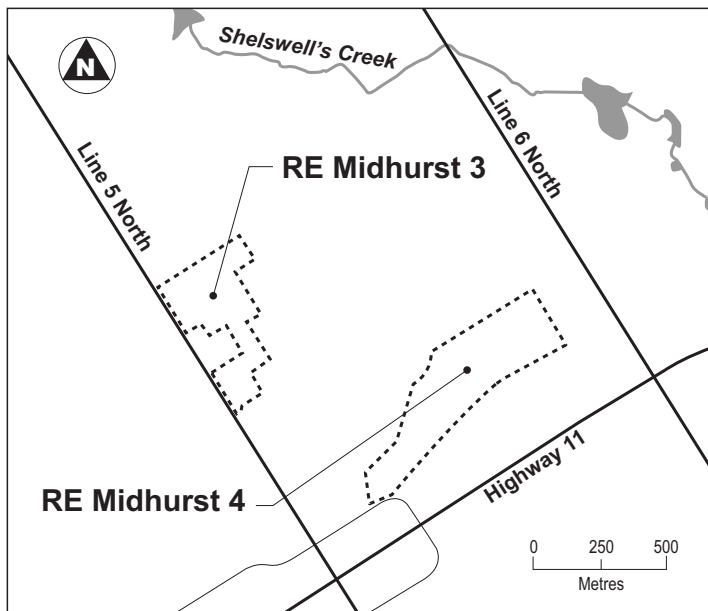 Shelswell's Creek
N
Line 6 North
Line 5 North
RE Midhurst 3
RE Midhurst 4
Highway 11
0 250 500
Metres